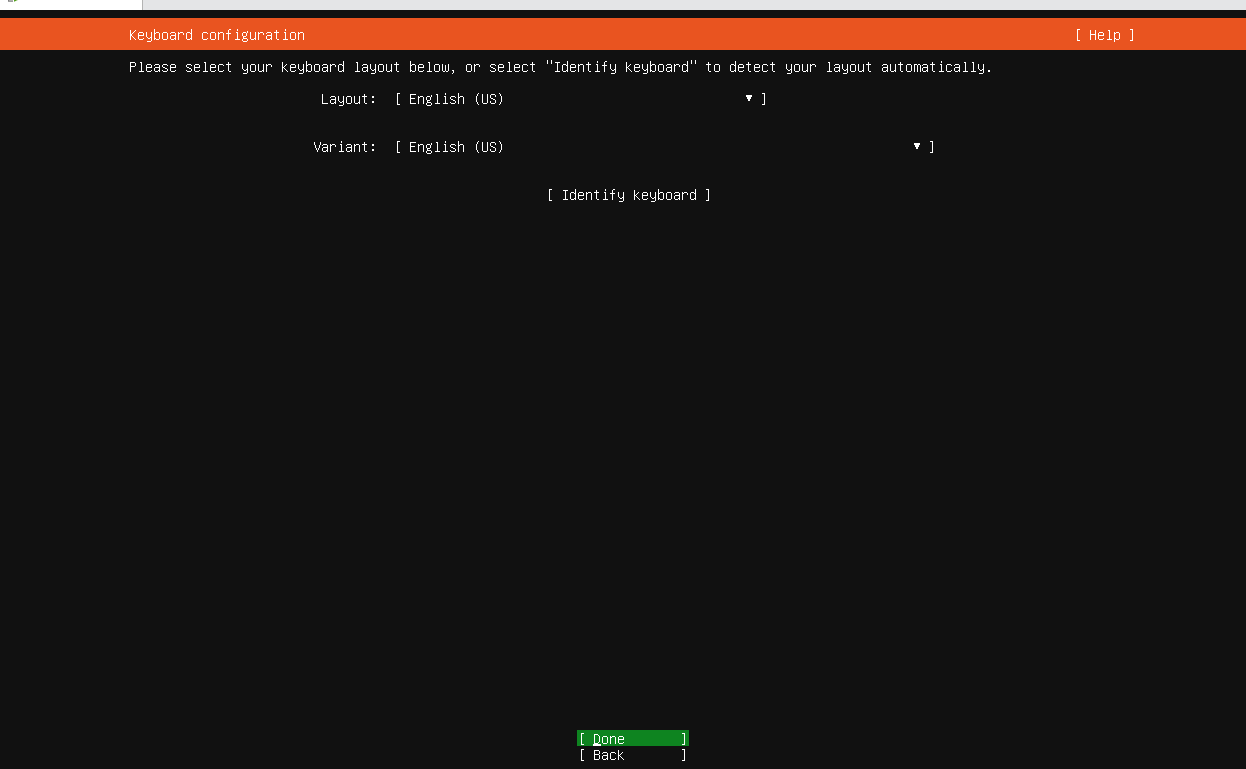 Keyboard configuration [ Help ]
Please select your keyboard layout below, or select "Identify keyboard" to detect your layout automatically.
Layout: [ English (US) ▼ ]
Variant: [ English (US) ▼ ]
[ Identify keyboard ]
[ Done ]
[ Back ]